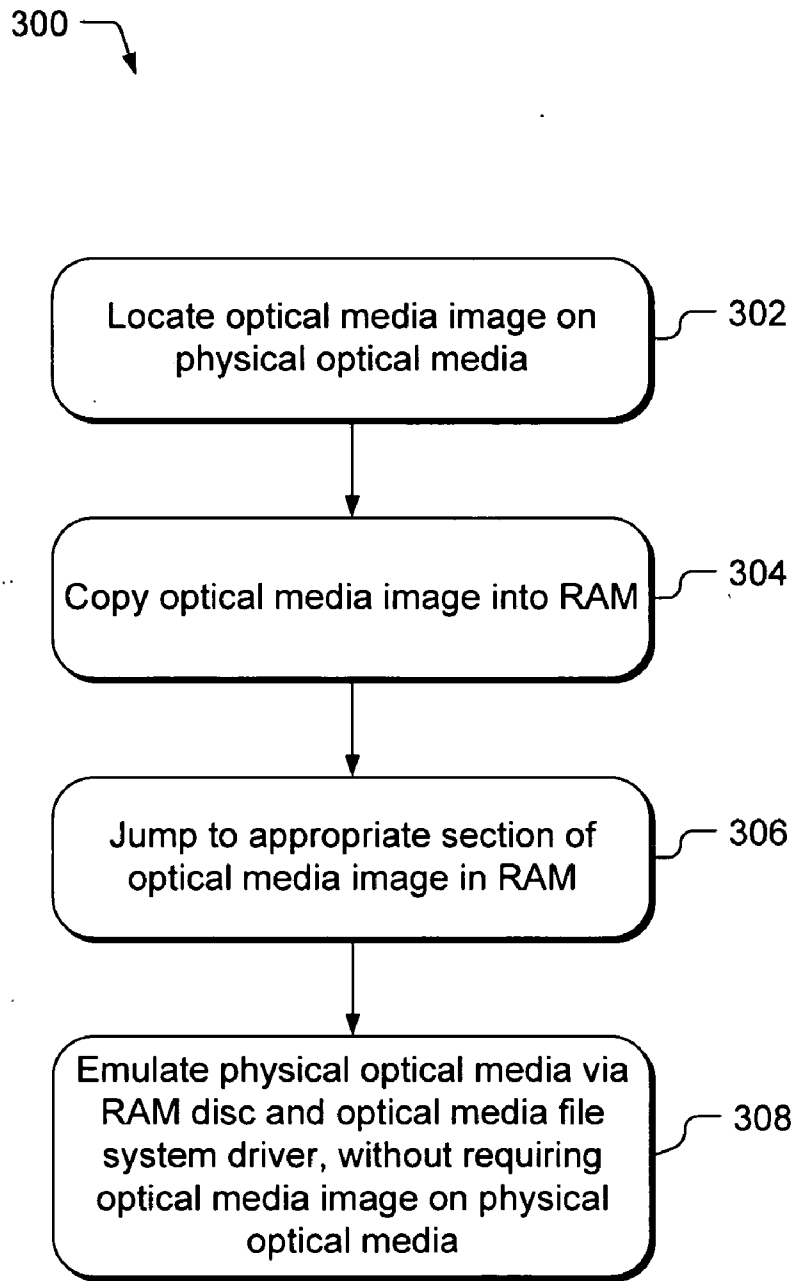 300
Locate optical media image on
physical optical media
302
Copy optical media image into RAM
304
Jump to appropriate section of
optical media image in RAM
306
Emulate physical optical media via
RAM disc and optical media file
system driver, without requiring
optical media image on physical
optical media
308